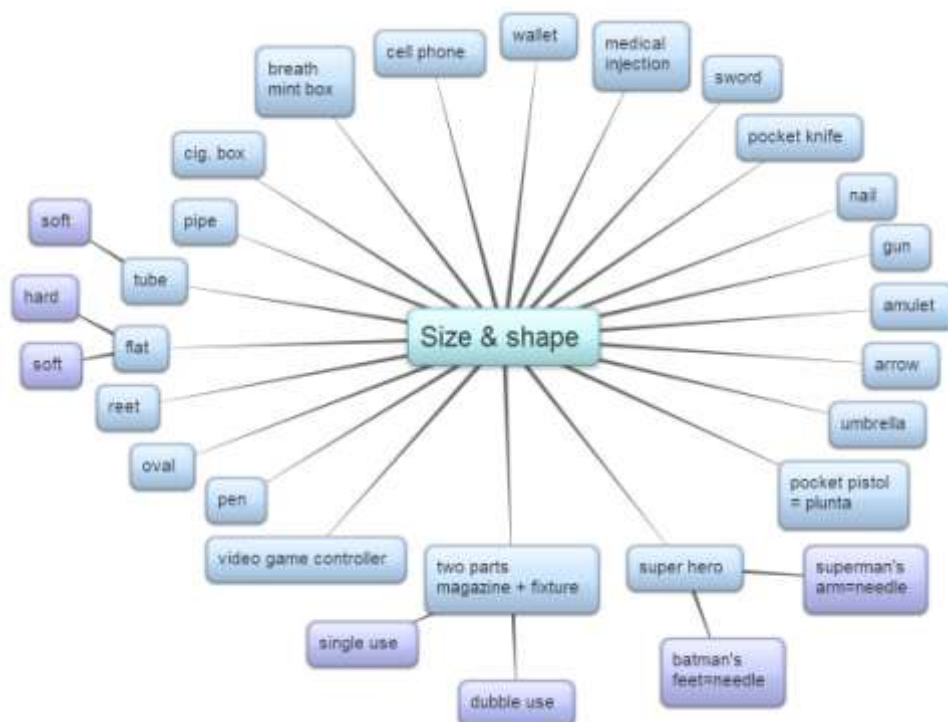 wallet
cell phone
medical
injection
breath
mint box
sword
pocket knife
cig. box
nail
soft
pipe
gun
tube
hard
amulet
Size & shape
flat
soft
arrow
reet
umbrella
oval
pen
pocket pistol
= plunta
video game controller
two parts
magazine + fixture
super hero
superman's
arm=needle
single use
batman's
feet=needle
dubble use